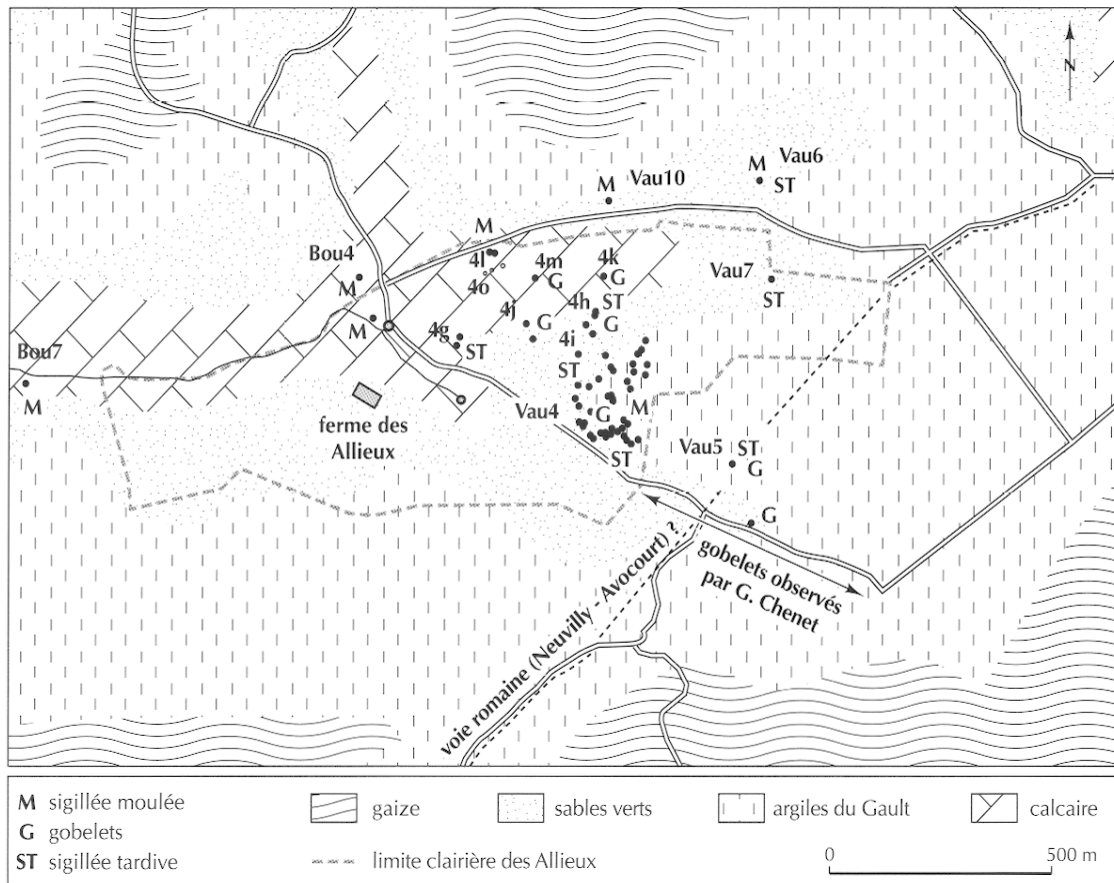 N
M Vau6
ST
Vau10
M
M
Bou4
4l
4m
4k
Vau7
4o
G
G
M
4h
ST
ST
4j
G
G
M
4g
4i
ST
Bou7
ST
M
Vau4
G
M
ferme des
Allieux
ST
Vau5
ST
G
G
gobelets observés
par G. Chenet
voie romaine (Neuvilly - Avocourt) ?
M sigillée moulée
G gobelets
ST sigillée tardive
gaize
sables verts
argiles du Gault
calcaire
limite clairière des Allieux
0
500 m